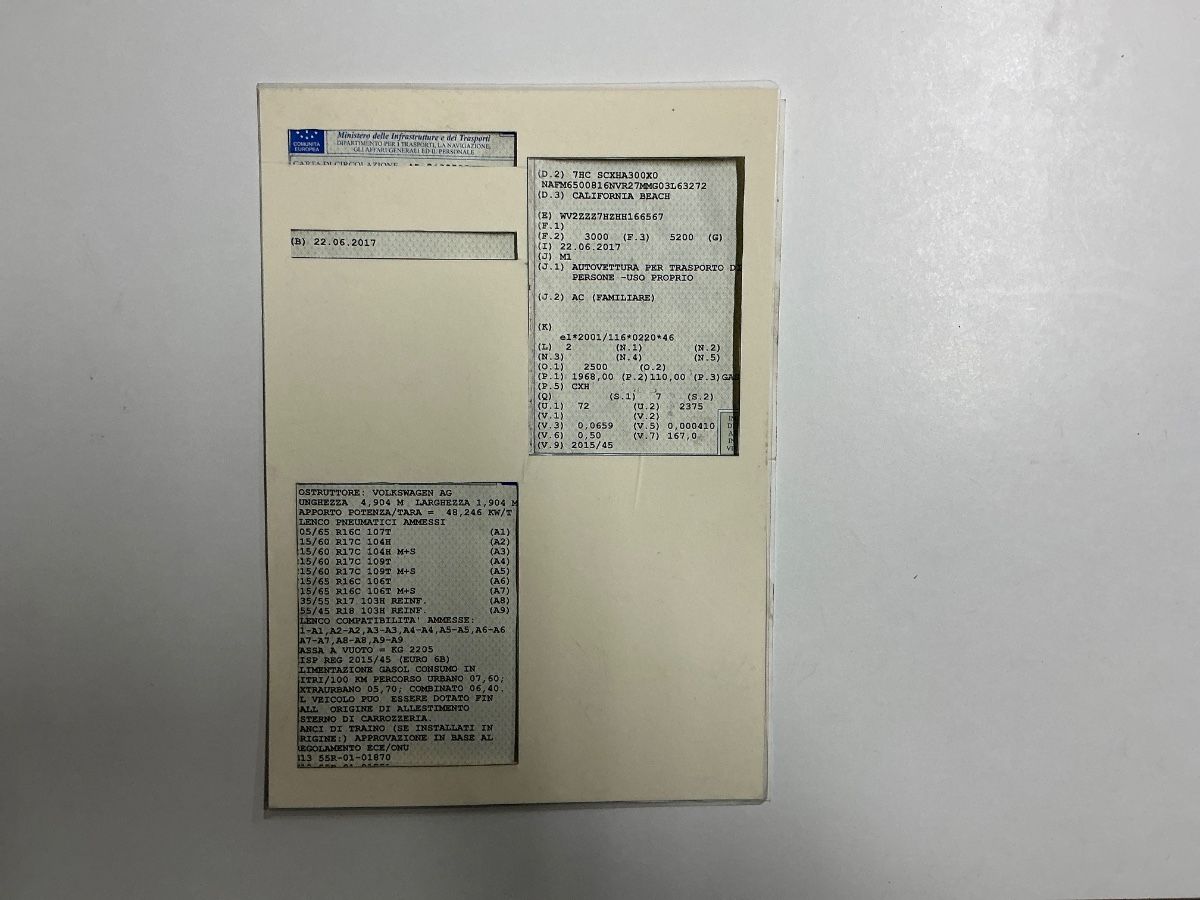 COMUNITÀ
EUROPEA
Ministero delle Infrastrutture e dei Trasporti
DIPARTIMENTO PER I TRASPORTI, LA NAVIGAZIONE,
GLI AFFARI GENERALI ED IL PERSONALE
CARTA DI CIRCOLAZIONE
(B) 22.06.2017
OSTRUTTORE: VOLKSWAGEN AG
UNGHEZZA 4,904 M LARGHEZZA 1,904 M
APPORTO POTENZA/TARA = 48,246 KW/T
LENCO PNEUMATICI AMMESSI
05/65 R16C 107T (A1)
15/60 R17C 104H (A2)
15/60 R17C 104H M+S (A3)
15/60 R17C 109T (A4)
15/60 R17C 109T M+S (A5)
15/65 R16C 106T (A6)
15/65 R16C 106T M+S (A7)
35/55 R17 103H REINF. (A8)
55/45 R18 103H REINF. (A9)
LENCO COMPATIBILITA' AMMESSE:
1-A1,A2-A2,A3-A3,A4-A4,A5-A5,A6-A6
A7-A7,A8-A8,A9-A9
ASSA A VUOTO = KG 2205
ISP REG 2015/45 (EURO 6B)
LIMENTAZIONE GASOL CONSUMO IN
ITRI/100 KM PERCORSO URBANO 07,60;
XTRAURBANO 05,70; COMBINATO 06,40.
L VEICOLO PUO ESSERE DOTATO FIN
ALL ORIGINE DI ALLESTIMENTO
STERNO DI CARROZZERIA.
ANCI DI TRAINO (SE INSTALLATI IN
RIGINE:) APPROVAZIONE IN BASE AL
EGOLAMENTO ECE/ONU
13 55R-01-01870
(D.2) 7HC SCXHA300X0
NAFM6500816NVR27MMG03L63272
(D.3) CALIFORNIA BEACH
(E) WV2ZZZ7HZHH166567
(F.1)
(F.2) 3000 (F.3) 5200 (G)
(I) 22.06.2017
(J) M1
(J.1) AUTOVETTURA PER TRASPORTO DI
PERSONE -USO PROPRIO
(J.2) AC (FAMILIARE)
(K)
e1*2001/116*0220*46
(L) 2 (N.1) (N.2)
(N.3) (N.4) (N.5)
(O.1) 2500 (O.2)
(P.1) 1968,00 (P.2)110,00 (P.3)GA
(P.5) CXH
(Q) (S.1) 7 (S.2)
(U.1) 72 (U.2) 2375
(V.1) (V.2)
(V.3) 0,0659 (V.5) 0,000410
(V.6) 0,50 (V.7) 167,0
(V.9) 2015/45